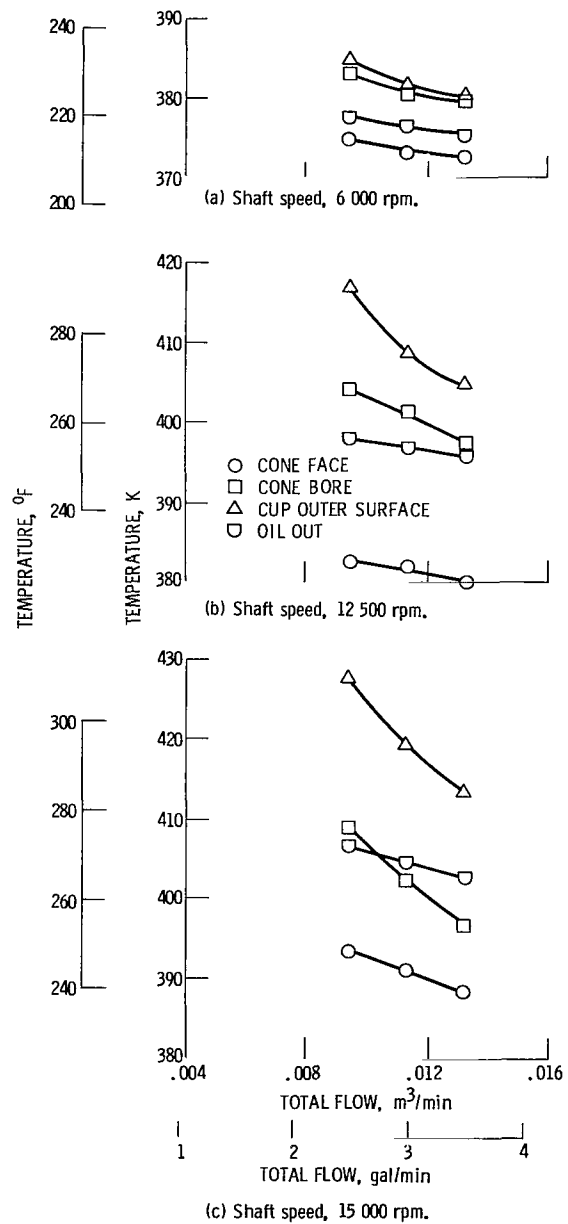 240
220
200
390
380
370
(a) Shaft speed, 6 000 rpm.
280
260
240
420
410
400
390
380
CONE FACE
CONE BORE
CUP OUTER SURFACE
OIL OUT
TEMPERATURE, °F
TEMPERATURE, K
(b) Shaft speed, 12 500 rpm.
300
280
260
240
430
420
410
400
390
380
.004
.008
.012
.016
TOTAL FLOW, m3/min
1
2
3
4
TOTAL FLOW, gal/min
(c) Shaft speed, 15 000 rpm.